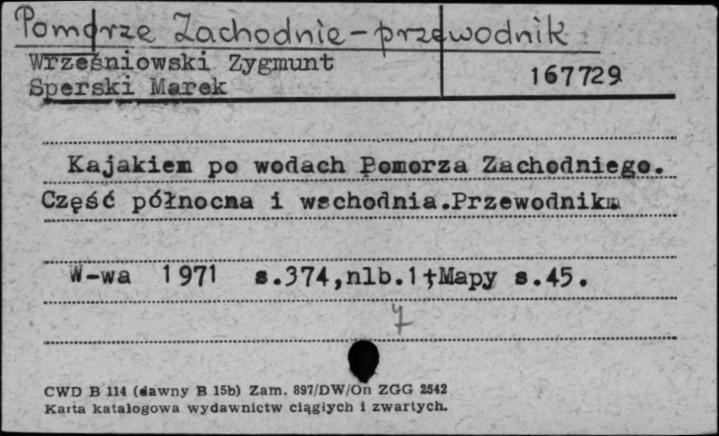 Pomorze Zachodnie - przewodnik
Wrześniowski Zygmunt
Sperski Marek
167729
Kajakiem po wodach Pomorza Zachodniego.
Część północna i wschodnia.Przewodnik.
W-wa 1971 s.374,nlb.1+Mapy s.45.
7
CWD B 114 (dawny B 15b) Zam. 897/DW/On ZGG 2542
Karta katalogowa wydawnictw ciągłych i zwartych.